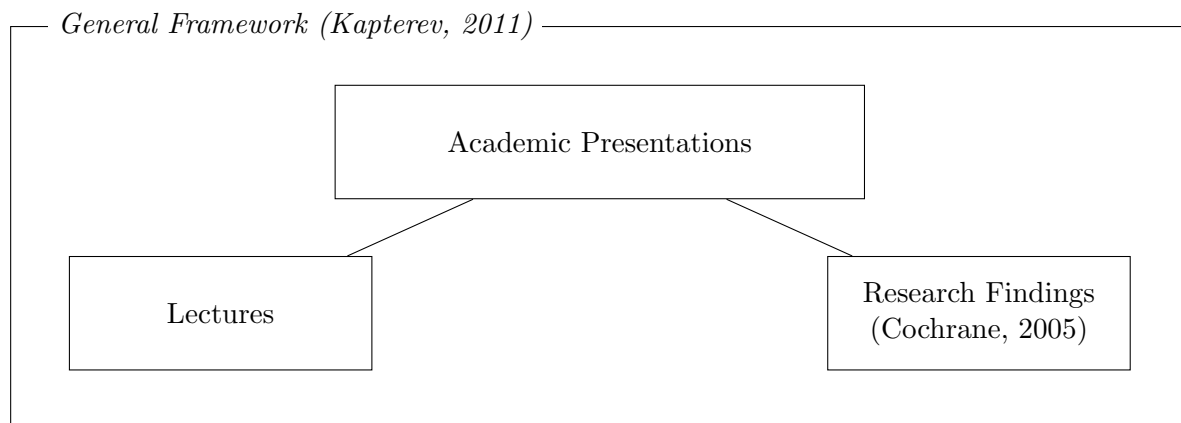 General Framework (Kapterev, 2011)
Academic Presentations
Lectures
Research Findings
(Cochrane, 2005)